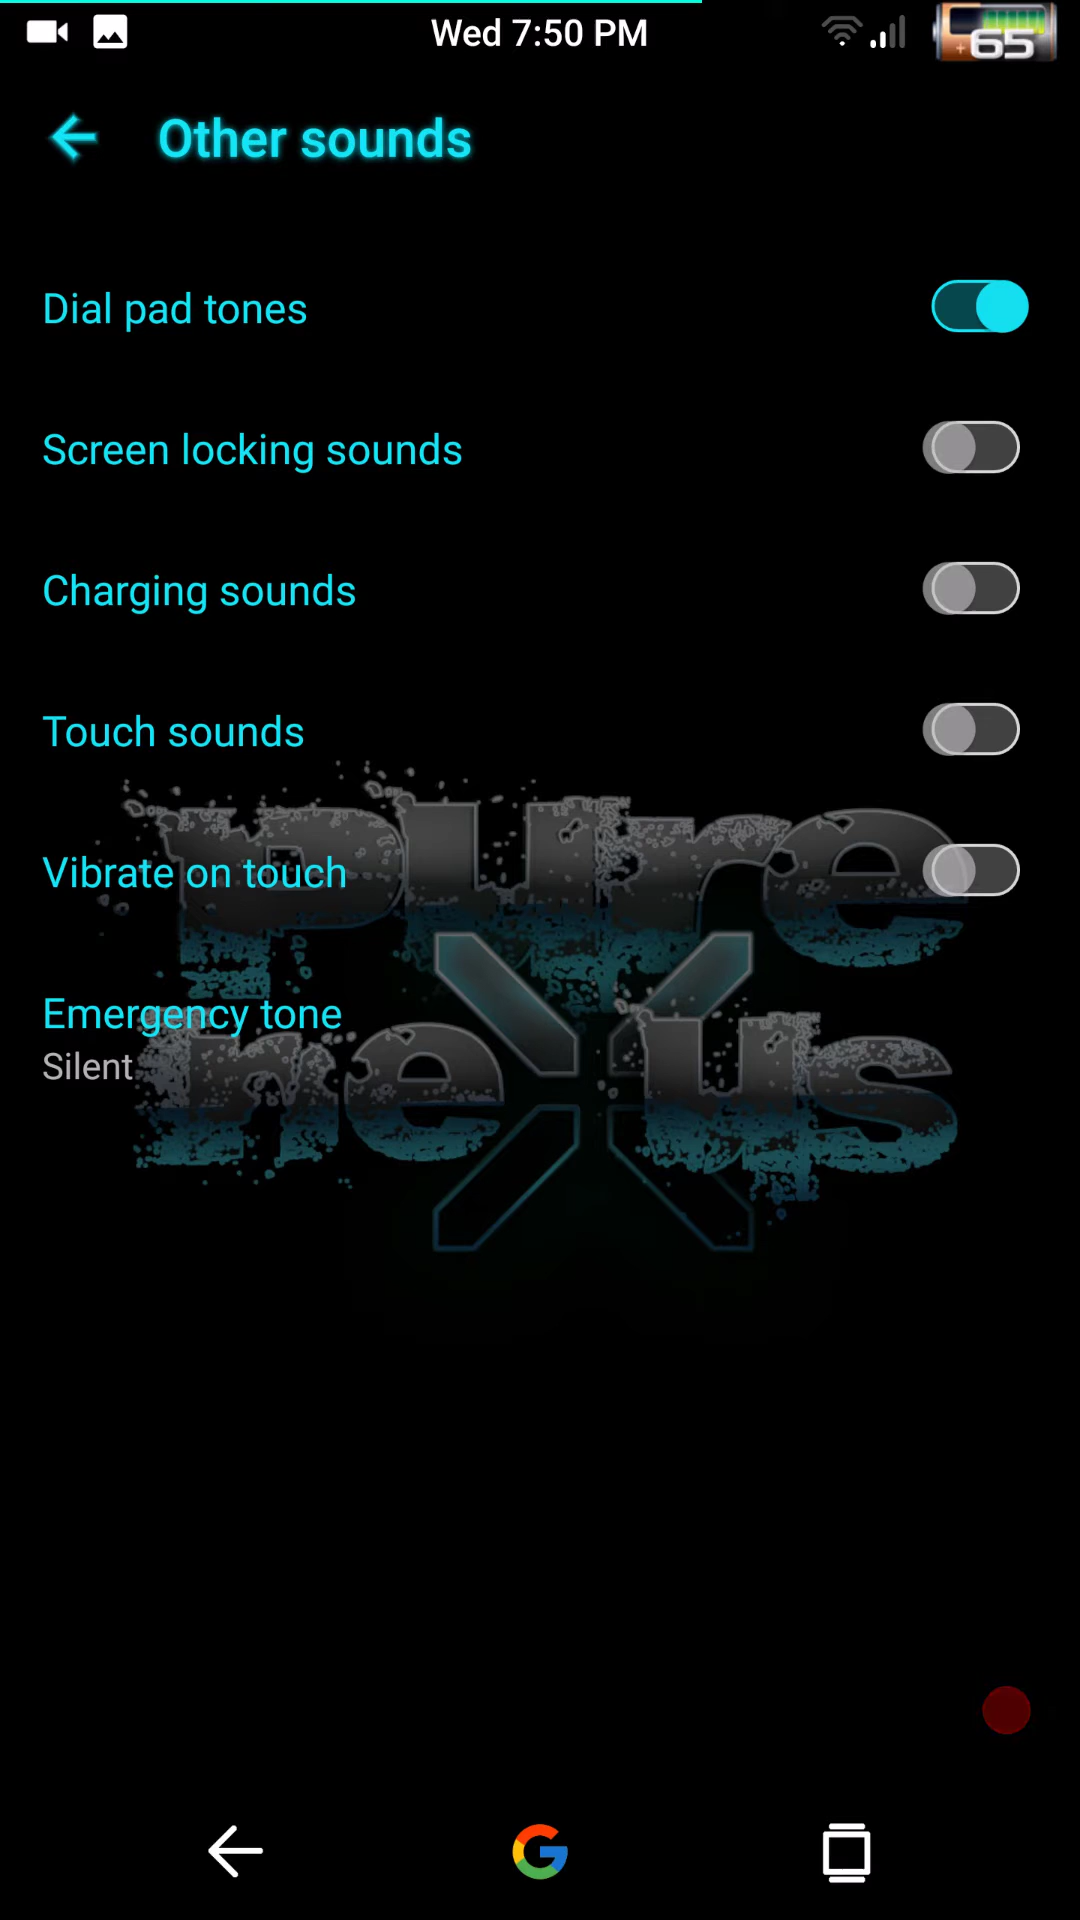 Wed 7:50 PM
65
Other sounds
Dial pad tones
Screen locking sounds
Charging sounds
Touch sounds
Vibrate on touch
Emergency tone
Silent
pure
nexus